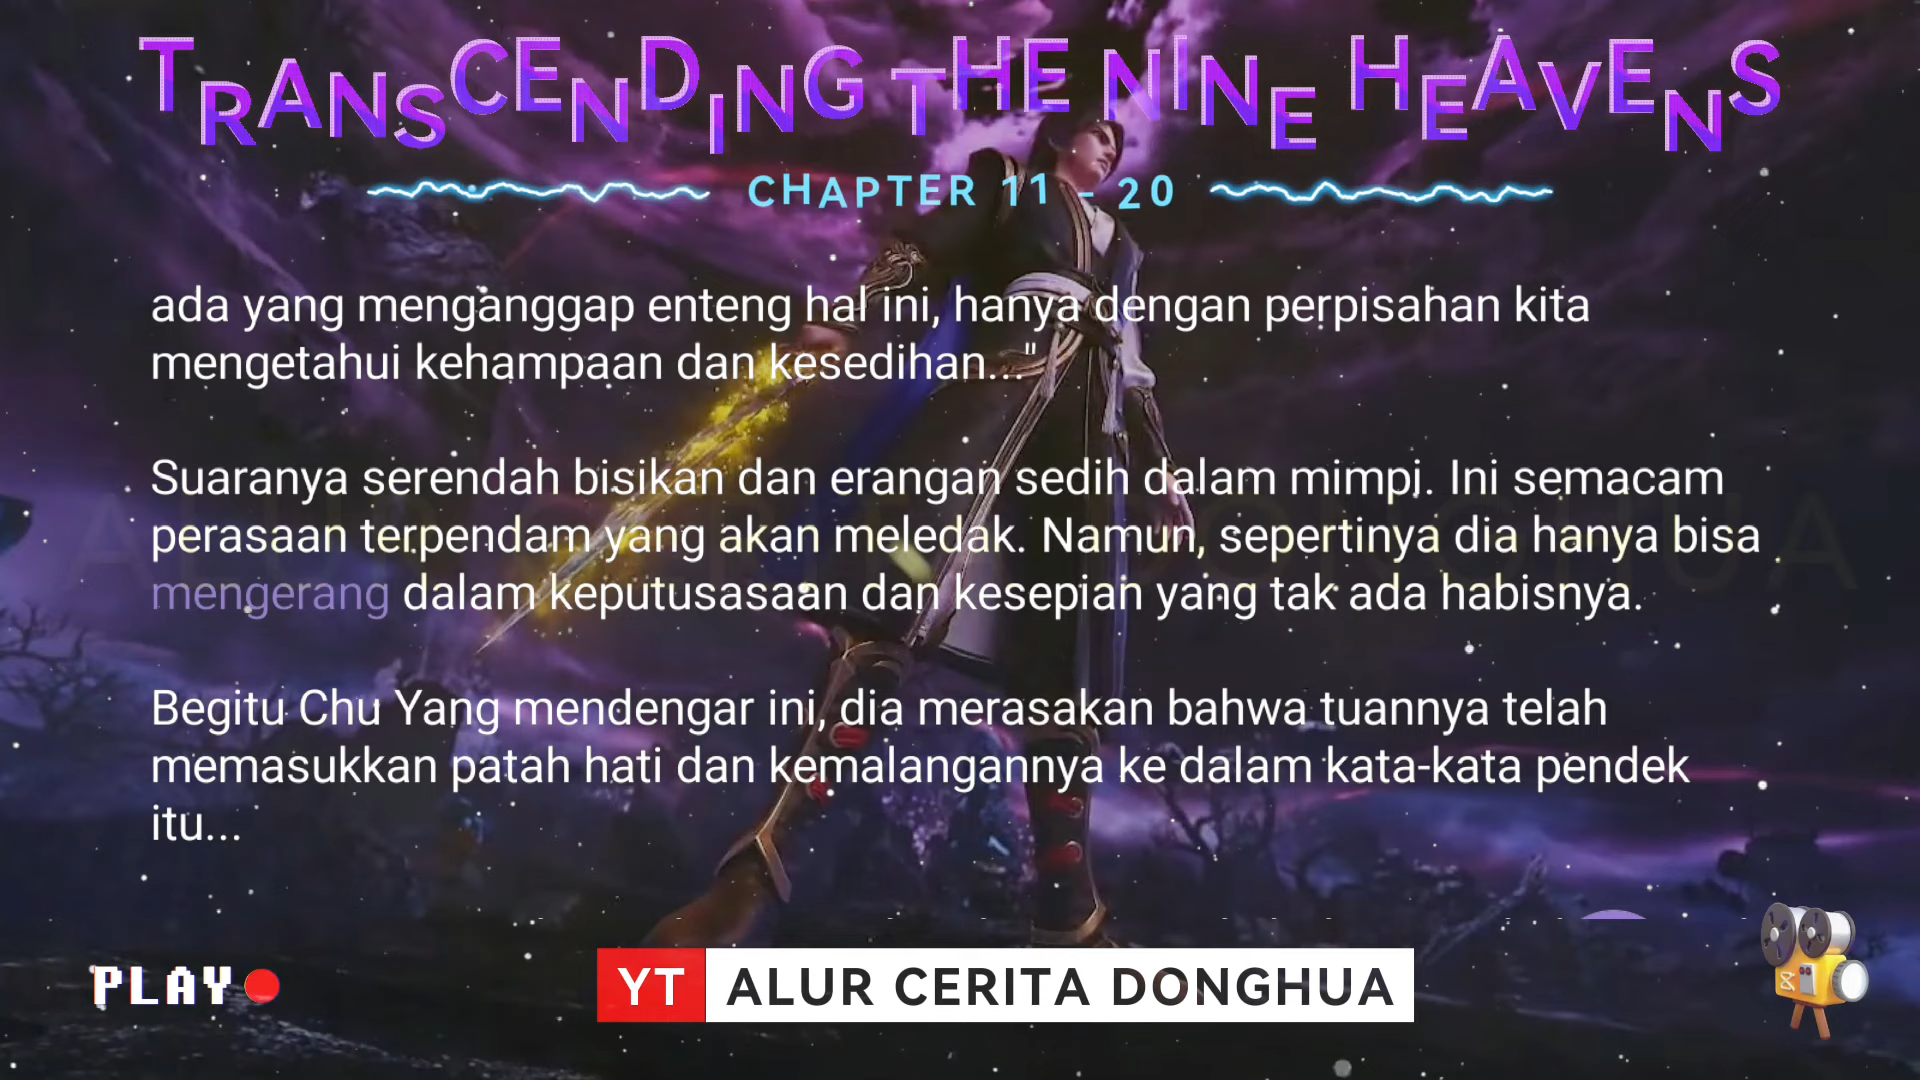 TRANSCENDING THE NINE HEAVENS
CHAPTER 11 - 20
ada yang menganggap enteng hal ini, hanya dengan perpisahan kita
mengetahui kehampaan dan kesedihan..."
Suaranya serendah bisikan dan erangan sedih dalam mimpi. Ini semacam
perasaan terpendam yang akan meledak. Namun, sepertinya dia hanya bisa
mengerang dalam keputusasaan dan kesepian yang tak ada habisnya.
Begitu Chu Yang mendengar ini, dia merasakan bahwa tuannya telah
memasukkan patah hati dan kemalangannya ke dalam kata-kata pendek
itu...
PLAY
YT ALUR CERITA DONGHUA